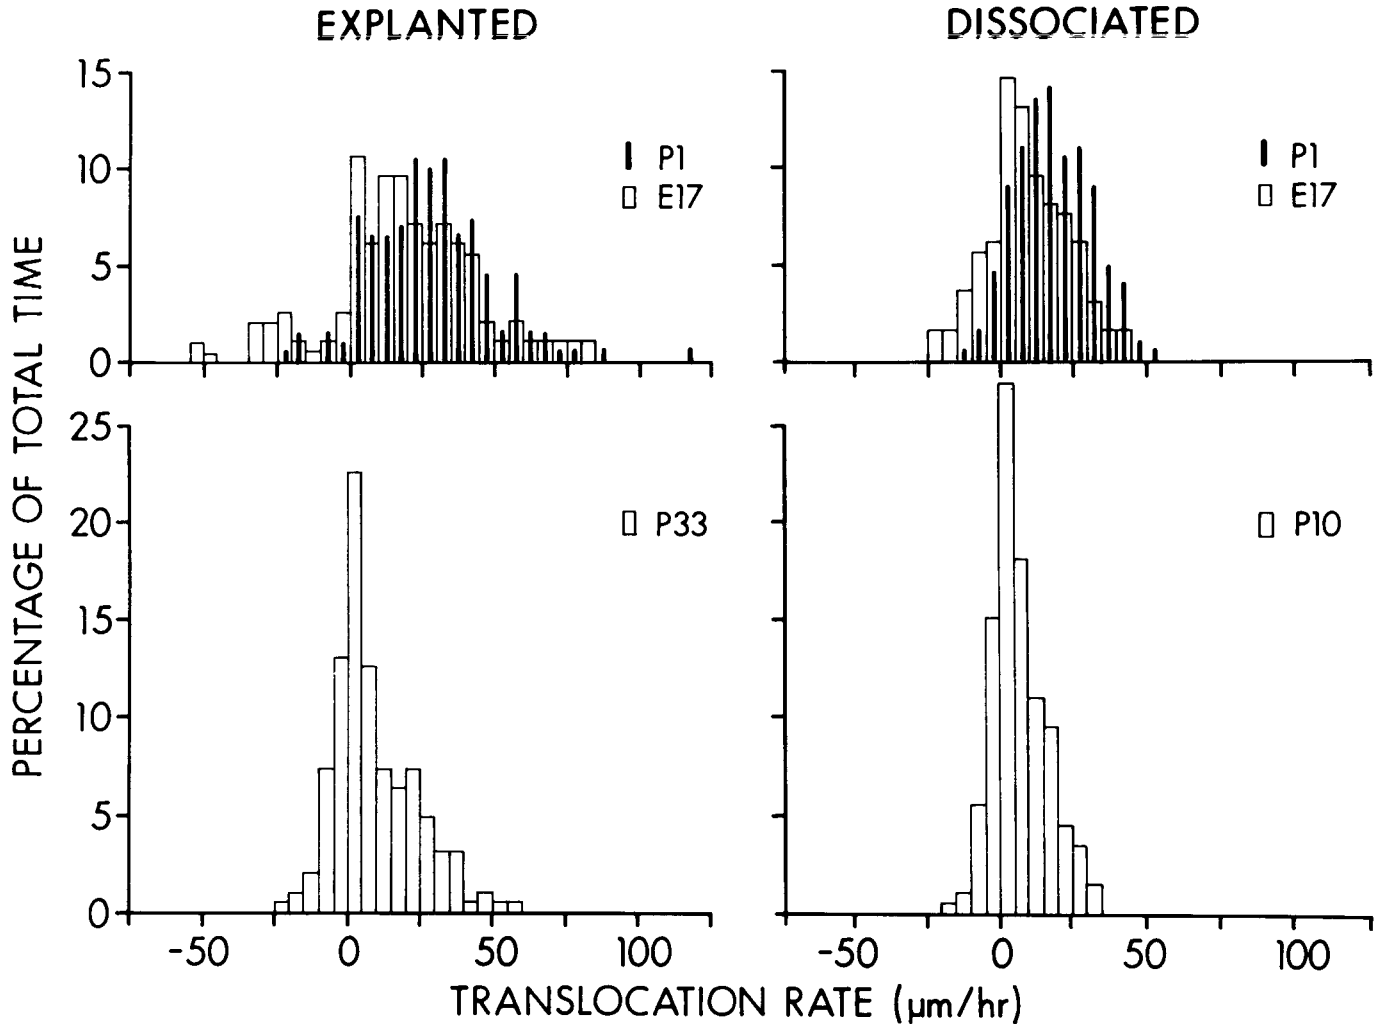 EXPLANTED
DISSOCIATED
PERCENTAGE OF TOTAL TIME
15
10
5
0
P1
E17
P1
E17
25
20
15
10
5
0
P33
P10
-50 0 50 100
-50 0 50 100
TRANSLOCATION RATE (µm/hr)